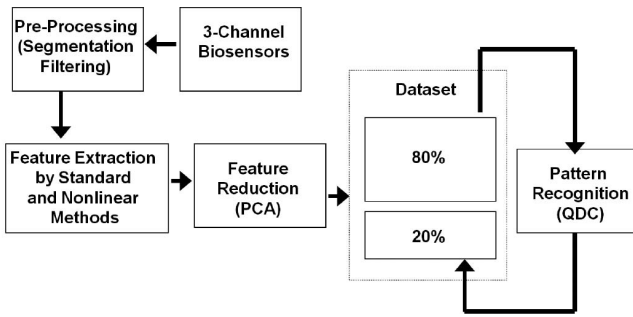 Pre-Processing
(Segmentation
Filtering)
3-Channel
Biosensors
Feature Extraction
by Standard
and Nonlinear
Methods
Feature
Reduction
(PCA)
Dataset
80%
20%
Pattern
Recognition
(QDC)